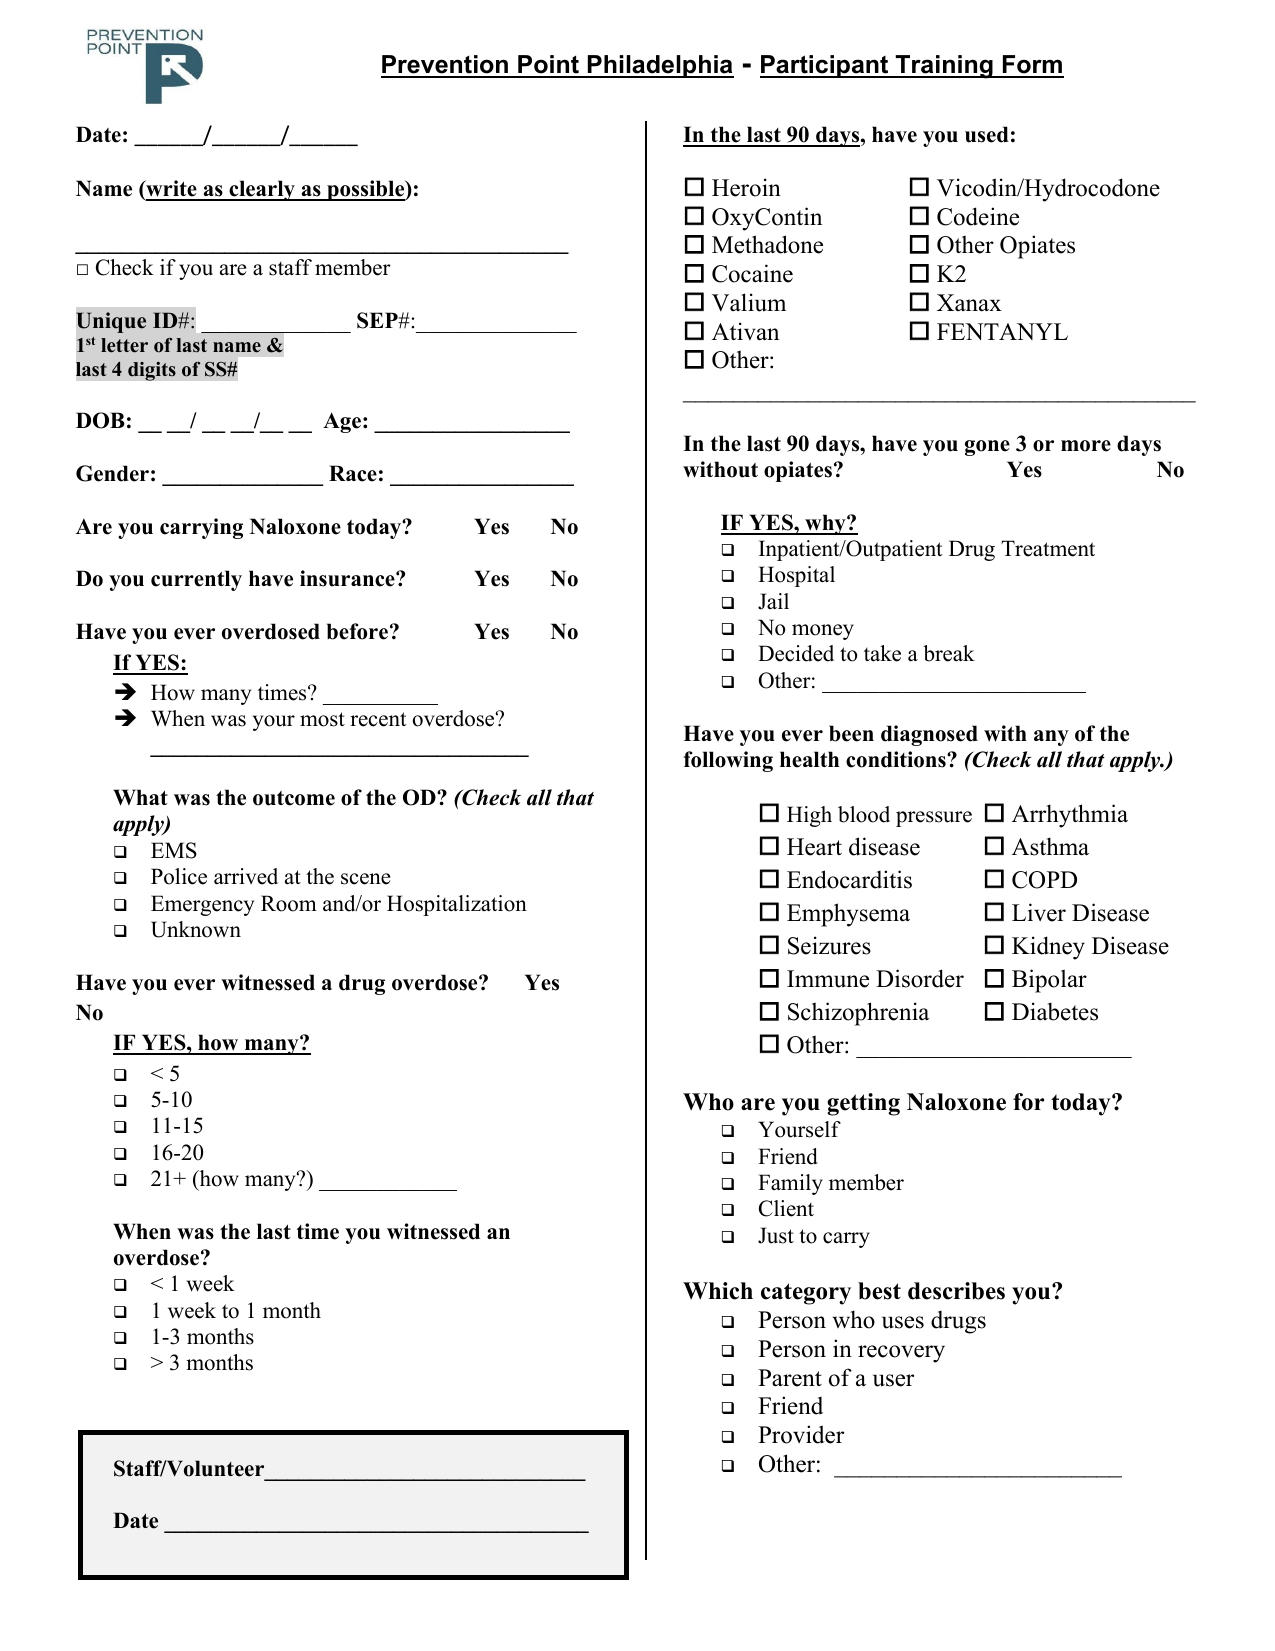 PREVENTION
POINT
Prevention Point Philadelphia - Participant Training Form
Date: ______/______/______
Name (write as clearly as possible):
___________________________________________
□ Check if you are a staff member
Unique ID#: _____________ SEP#:______________
1st letter of last name &
last 4 digits of SS#
DOB: __ __/ __ __/__ __ Age: _________________
Gender: ______________ Race: ________________
Are you carrying Naloxone today? Yes No
Do you currently have insurance? Yes No
Have you ever overdosed before? Yes No
If YES:
➔ How many times? __________
➔ When was your most recent overdose?
_________________________________
What was the outcome of the OD? (Check all that
apply)
❑ EMS
❑ Police arrived at the scene
❑ Emergency Room and/or Hospitalization
❑ Unknown
Have you ever witnessed a drug overdose? Yes
No
IF YES, how many?
❑ < 5
❑ 5-10
❑ 11-15
❑ 16-20
❑ 21+ (how many?) ____________
When was the last time you witnessed an
overdose?
❑ < 1 week
❑ 1 week to 1 month
❑ 1-3 months
❑ > 3 months
Staff/Volunteer____________________________
Date _____________________________________
In the last 90 days, have you used:
☐ Heroin ☐ Vicodin/Hydrocodone
☐ OxyContin ☐ Codeine
☐ Methadone ☐ Other Opiates
☐ Cocaine ☐ K2
☐ Valium ☐ Xanax
☐ Ativan ☐ FENTANYL
☐ Other:
_________________________________________
In the last 90 days, have you gone 3 or more days
without opiates? Yes No
IF YES, why?
❑ Inpatient/Outpatient Drug Treatment
❑ Hospital
❑ Jail
❑ No money
❑ Decided to take a break
❑ Other: _______________________
Have you ever been diagnosed with any of the
following health conditions? (Check all that apply.)
☐ High blood pressure ☐ Arrhythmia
☐ Heart disease ☐ Asthma
☐ Endocarditis ☐ COPD
☐ Emphysema ☐ Liver Disease
☐ Seizures ☐ Kidney Disease
☐ Immune Disorder ☐ Bipolar
☐ Schizophrenia ☐ Diabetes
☐ Other: ______________________
Who are you getting Naloxone for today?
❑ Yourself
❑ Friend
❑ Family member
❑ Client
❑ Just to carry
Which category best describes you?
❑ Person who uses drugs
❑ Person in recovery
❑ Parent of a user
❑ Friend
❑ Provider
❑ Other: _______________________